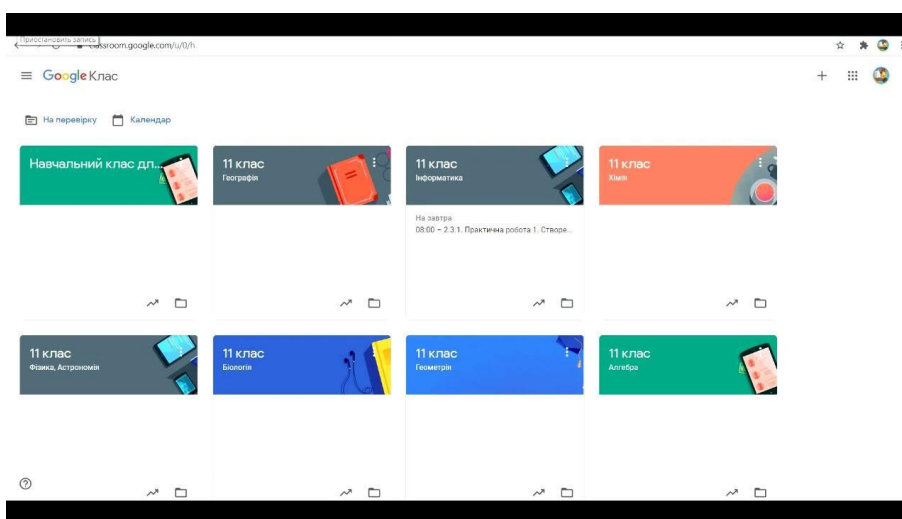 Приостановить запись
classroom.google.com/u/0/h
Google Клас
На перевірку
Календар
Навчальний клас дл...
11 клас
Географія
11 клас
Інформатика
На завтра
08:00 – 2.3.1. Практична робота 1. Створе...
11 клас
Хімія
11 клас
Фізика, Астрономія
11 клас
Біологія
11 клас
Геометрія
11 клас
Алгебра